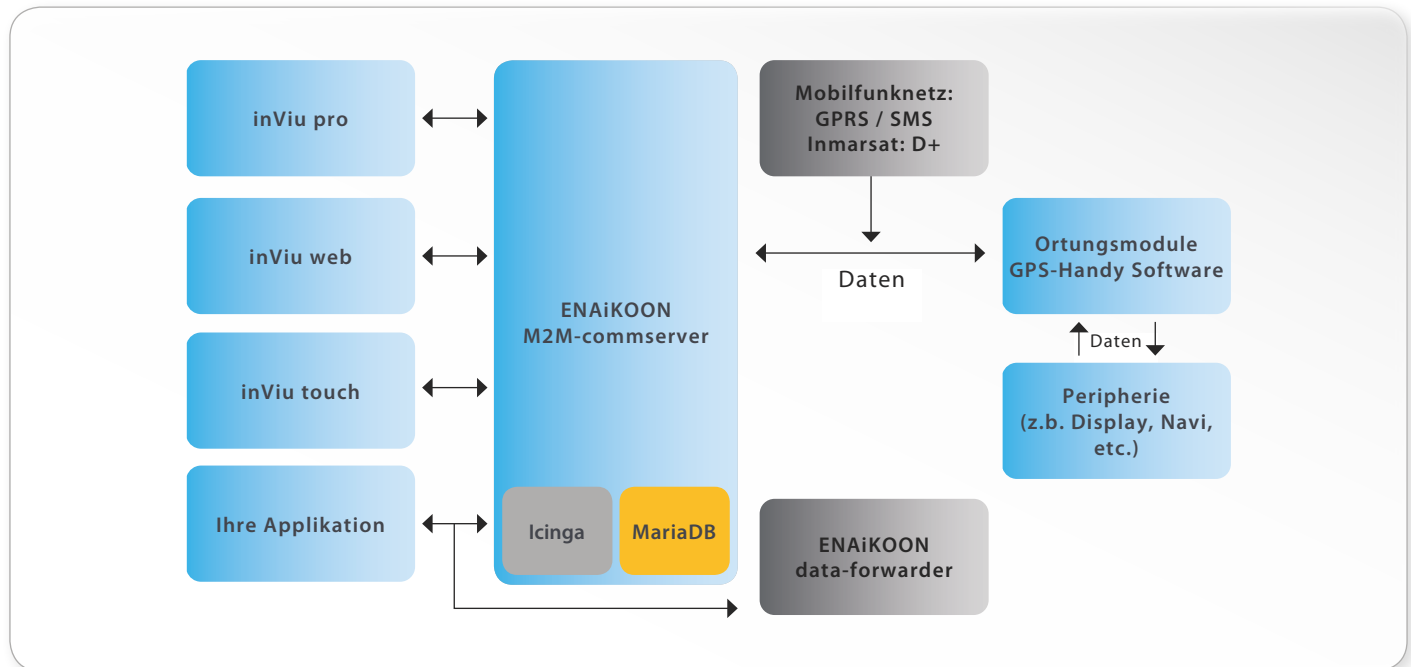 inViu pro
inViu web
inViu touch
Ihre Applikation
ENAiKOON
M2M-commserver
Icinga
MariaDB
Mobilfunknetz:
GPRS / SMS
Inmarsat: D+
Daten
Ortungsmodule
GPS-Handy Software
Daten
Peripherie
(z.b. Display, Navi,
etc.)
ENAiKOON
data-forwarder